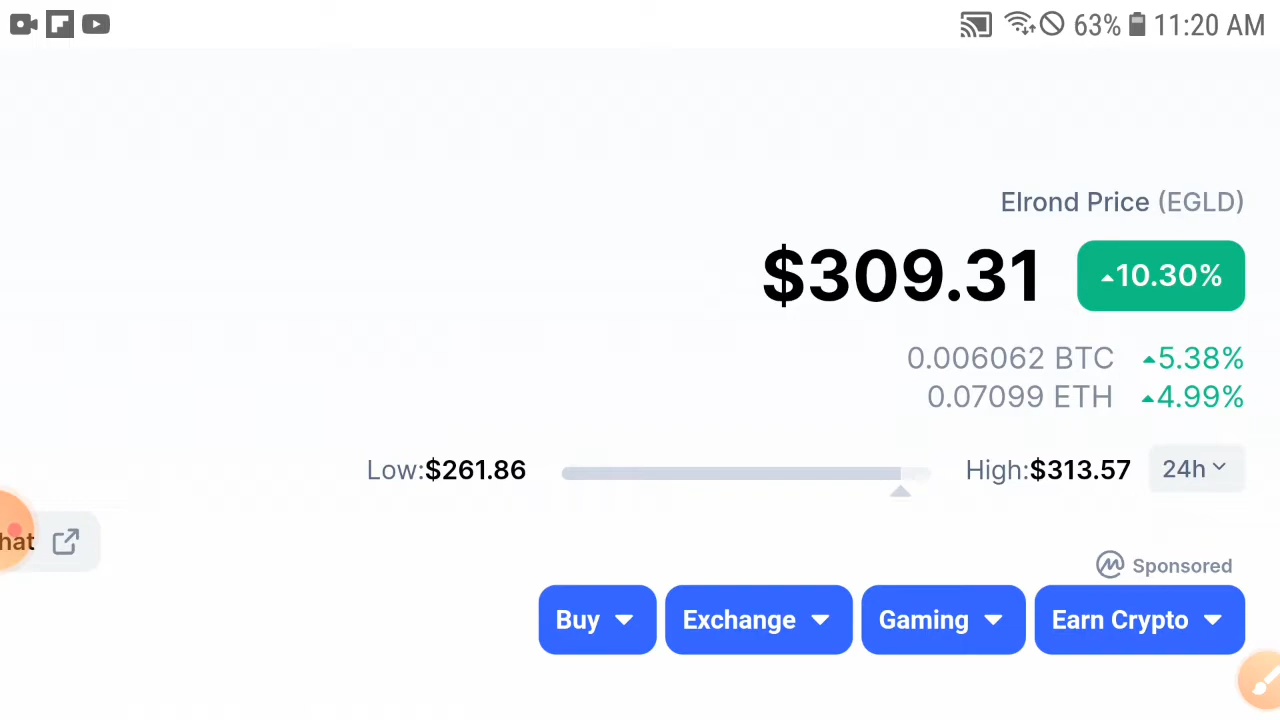 63% 11:20 AM
Elrond Price (EGLD)
$309.31 10.30%
0.006062 BTC 5.38%
0.07099 ETH 4.99%
Low:$261.86 High:$313.57 24h
hat
Sponsored
Buy Exchange Gaming Earn Crypto